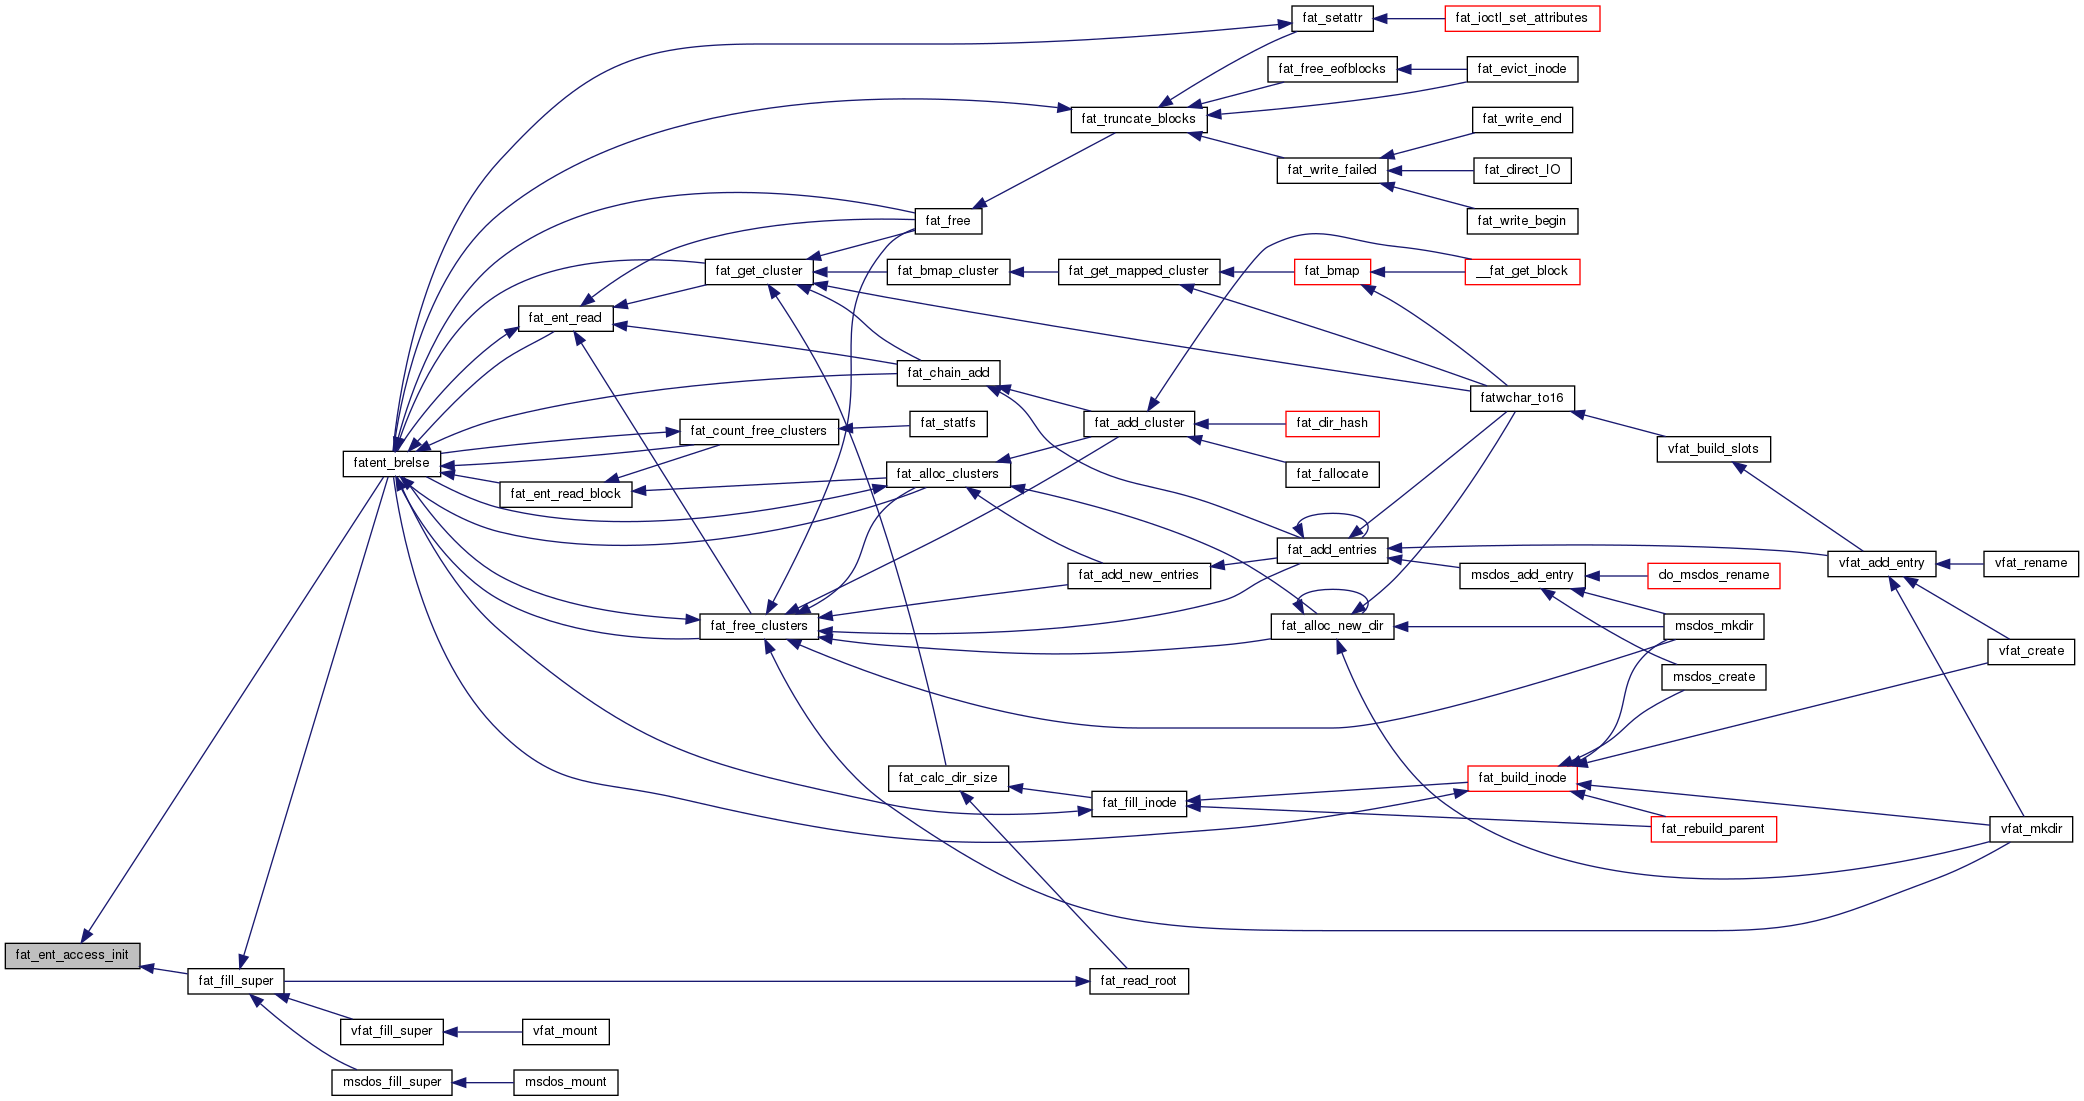 fat_setattr
fat_ioctl_set_attributes
fat_free_eofblocks
fat_evict_inode
fat_truncate_blocks
fat_write_end
fat_write_failed
fat_direct_IO
fat_free
fat_write_begin
fat_get_cluster
fat_bmap_cluster
fat_get_mapped_cluster
fat_bmap
__fat_get_block
fat_ent_read
fat_chain_add
fatwchar_to16
fat_count_free_clusters
fat_statfs
fat_add_cluster
fat_dir_hash
fatent_brelse
vfat_build_slots
fat_alloc_clusters
fat_fallocate
fat_ent_read_block
fat_add_entries
fat_add_new_entries
msdos_add_entry
do_msdos_rename
vfat_add_entry
vfat_rename
fat_free_clusters
fat_alloc_new_dir
msdos_mkdir
vfat_create
msdos_create
fat_calc_dir_size
fat_build_inode
fat_fill_inode
fat_rebuild_parent
vfat_mkdir
fat_ent_access_init
fat_fill_super
fat_read_root
vfat_fill_super
vfat_mount
msdos_fill_super
msdos_mount